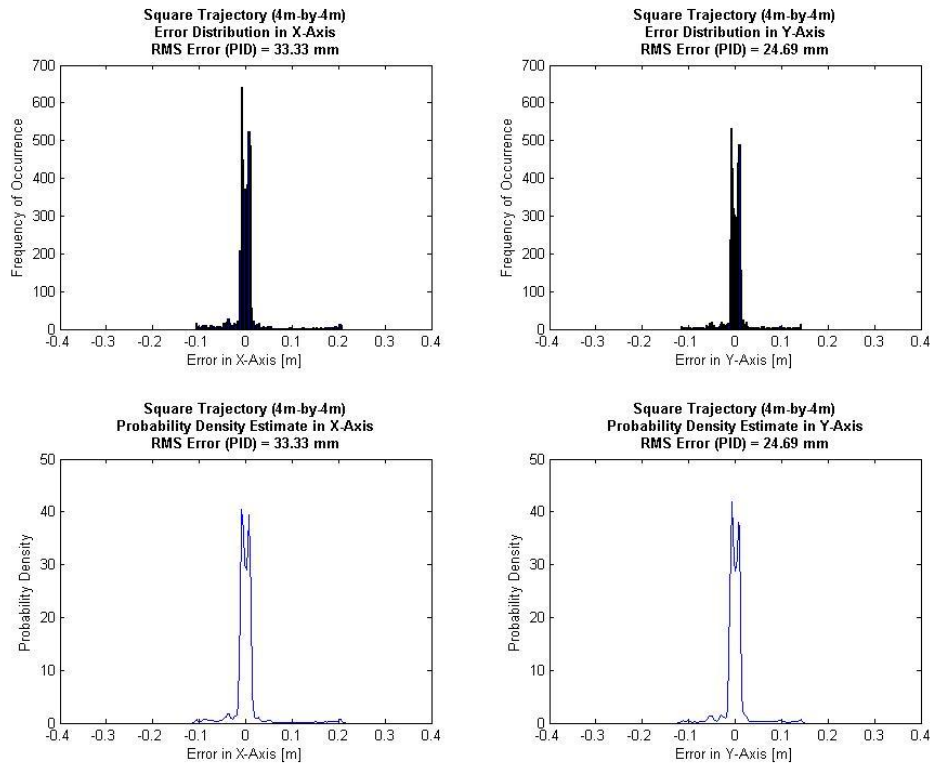 Square Trajectory (4m-by-4m)
Error Distribution in X-Axis
RMS Error (PID) = 33.33 mm
700
600
500
400
300
200
100
0
Frequency of Occurrence
-0.4 -0.3 -0.2 -0.1 0 0.1 0.2 0.3 0.4
Error in X-Axis [m]
Square Trajectory (4m-by-4m)
Error Distribution in Y-Axis
RMS Error (PID) = 24.69 mm
700
600
500
400
300
200
100
0
Frequency of Occurrence
-0.4 -0.3 -0.2 -0.1 0 0.1 0.2 0.3 0.4
Error in Y-Axis [m]
Square Trajectory (4m-by-4m)
Probability Density Estimate in X-Axis
RMS Error (PID) = 33.33 mm
50
40
30
20
10
0
Probability Density
-0.4 -0.3 -0.2 -0.1 0 0.1 0.2 0.3 0.4
Error in X-Axis [m]
Square Trajectory (4m-by-4m)
Probability Density Estimate in Y-Axis
RMS Error (PID) = 24.69 mm
50
40
30
20
10
0
Probability Density
-0.4 -0.3 -0.2 -0.1 0 0.1 0.2 0.3 0.4
Error in Y-Axis [m]